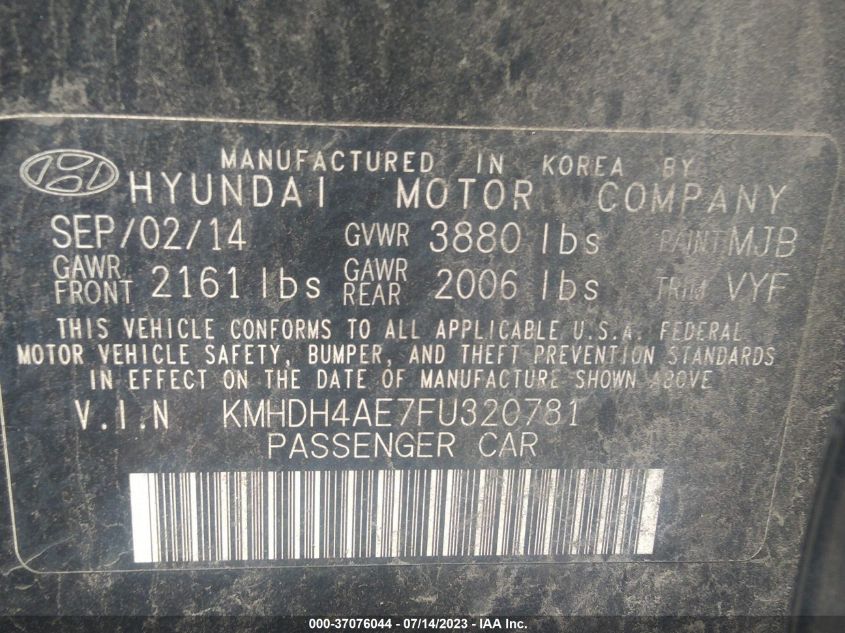 MANUFACTURED IN KOREA BY
HYUNDAI MOTOR COMPANY
SEP/02/14 GVWR 3880 lbs PAINT MJB
GAWR FRONT 2161 lbs GAWR REAR 2006 lbs TRIM VYF
THIS VEHICLE CONFORMS TO ALL APPLICABLE U.S.A. FEDERAL
MOTOR VEHICLE SAFETY, BUMPER, AND THEFT PREVENTION STANDARDS
IN EFFECT ON THE DATE OF MANUFACTURE SHOWN ABOVE
V.I.N KMHDH4AE7FU320781
PASSENGER CAR
000-37076044 - 07/14/2023 - IAA Inc.